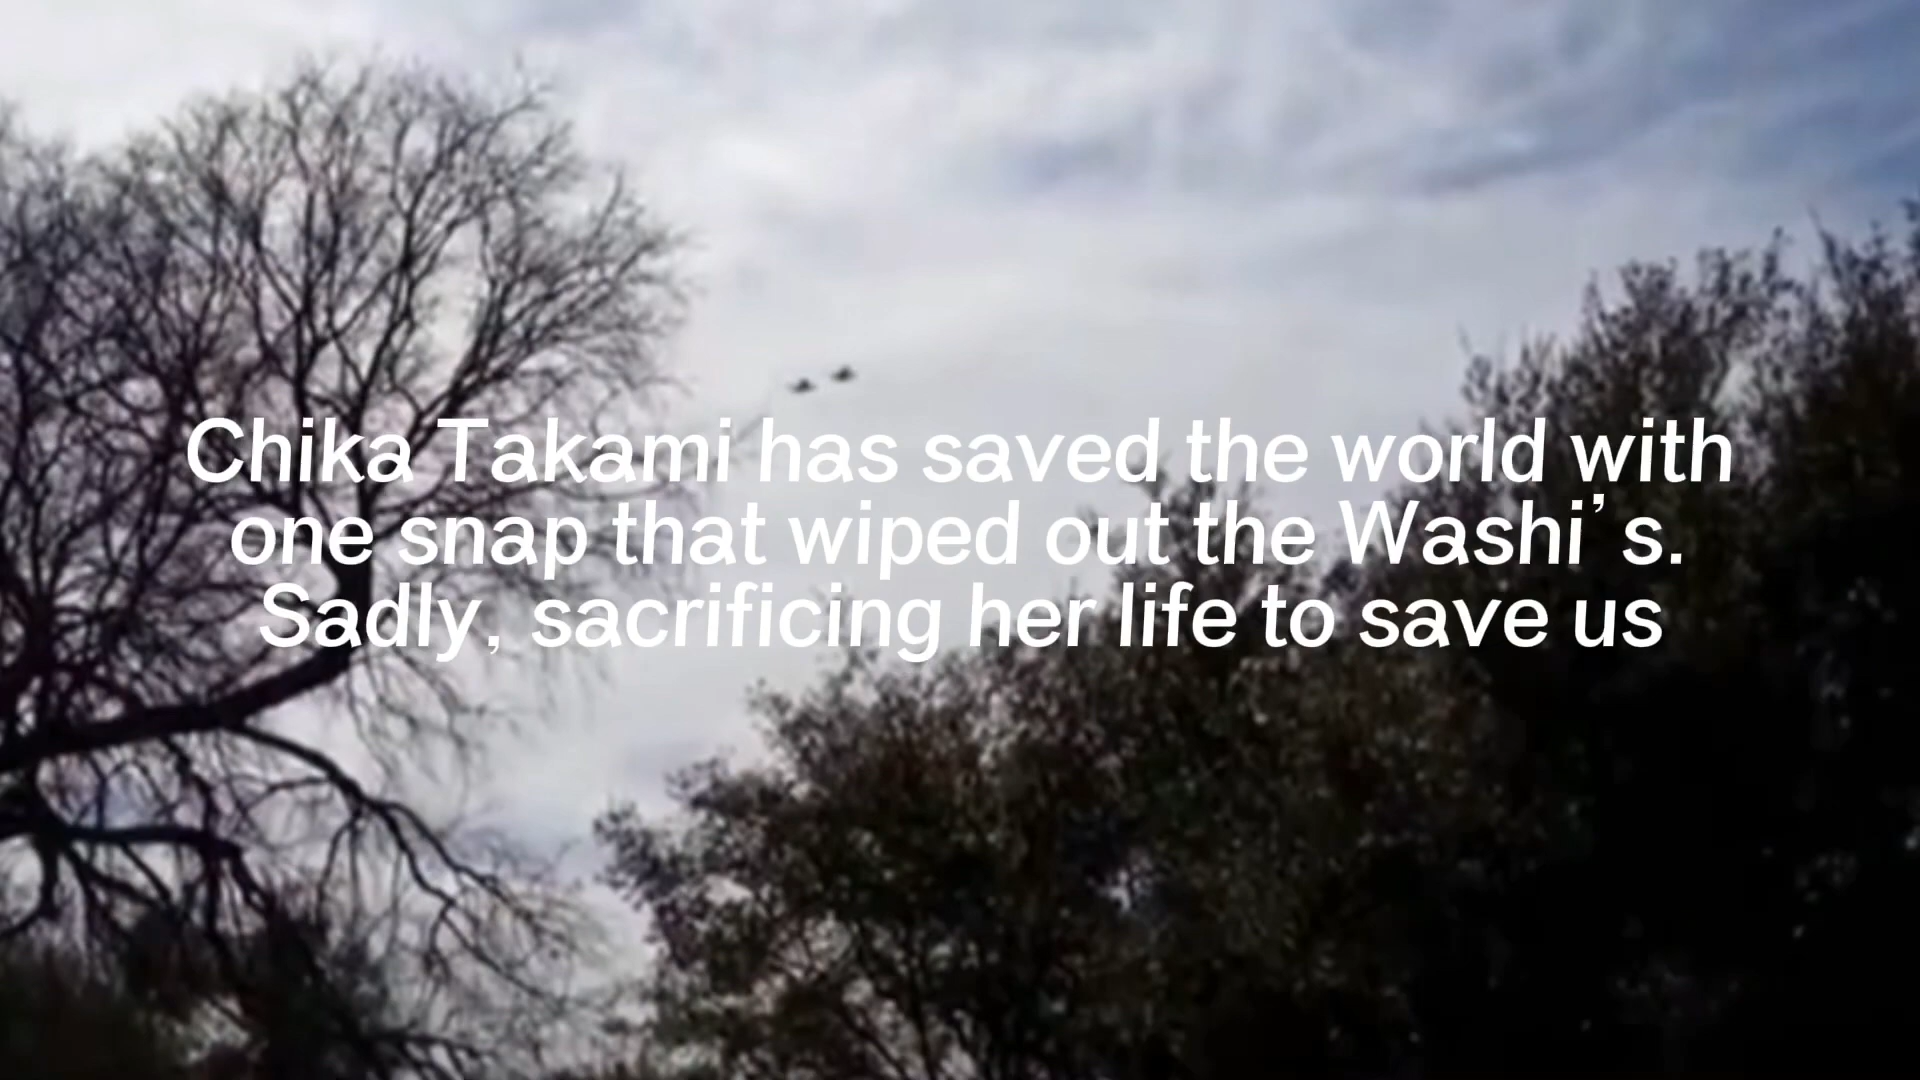 Chika Takami has saved the world with
one snap that wiped out the Washi’s.
Sadly, sacrificing her life to save us